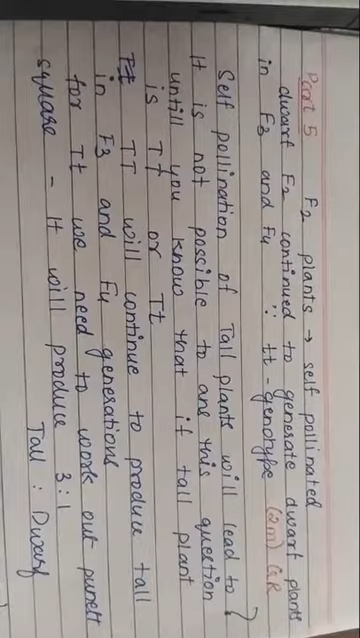 Part 5 F2 plants → self pollinated
dwarf F2 continued to generate dwarf plants
in F3 and F4 ∵ tt - genotype (2m) GR
Self pollination of Tall plants will lead to ?
It is not possible to ans this question
untill you know that if tall plant
is TT or Tt
TT will continue to produce tall
in F3 and F4 generations
for Tt we need to work out punett
square - It will produce 3:1
Tall : Dwarf